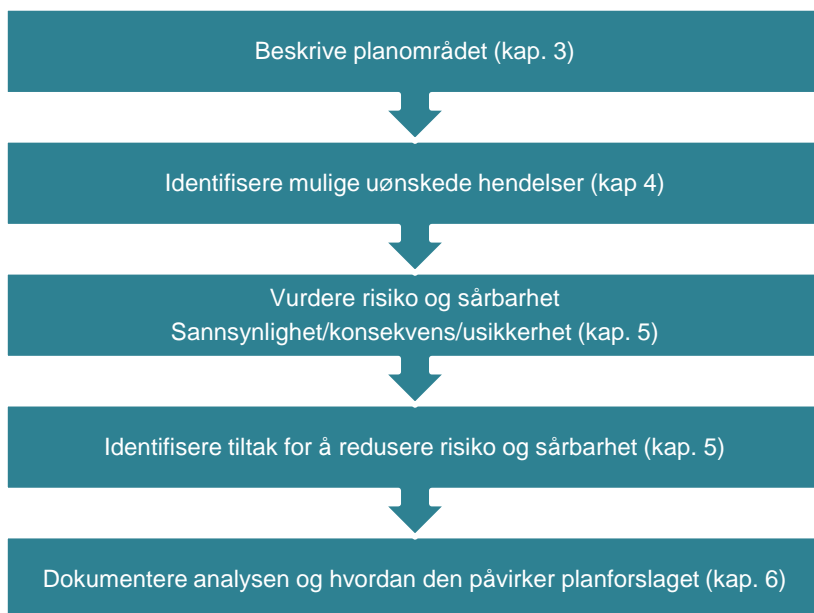 Beskrive planområdet (kap. 3)
Identifisere mulige uønskede hendelser (kap 4)
Vurdere risiko og sårbarhet
Sannsynlighet/konsekvens/usikkerhet (kap. 5)
Identifisere tiltak for å redusere risiko og sårbarhet (kap. 5)
Dokumentere analysen og hvordan den påvirker planforslaget (kap. 6)